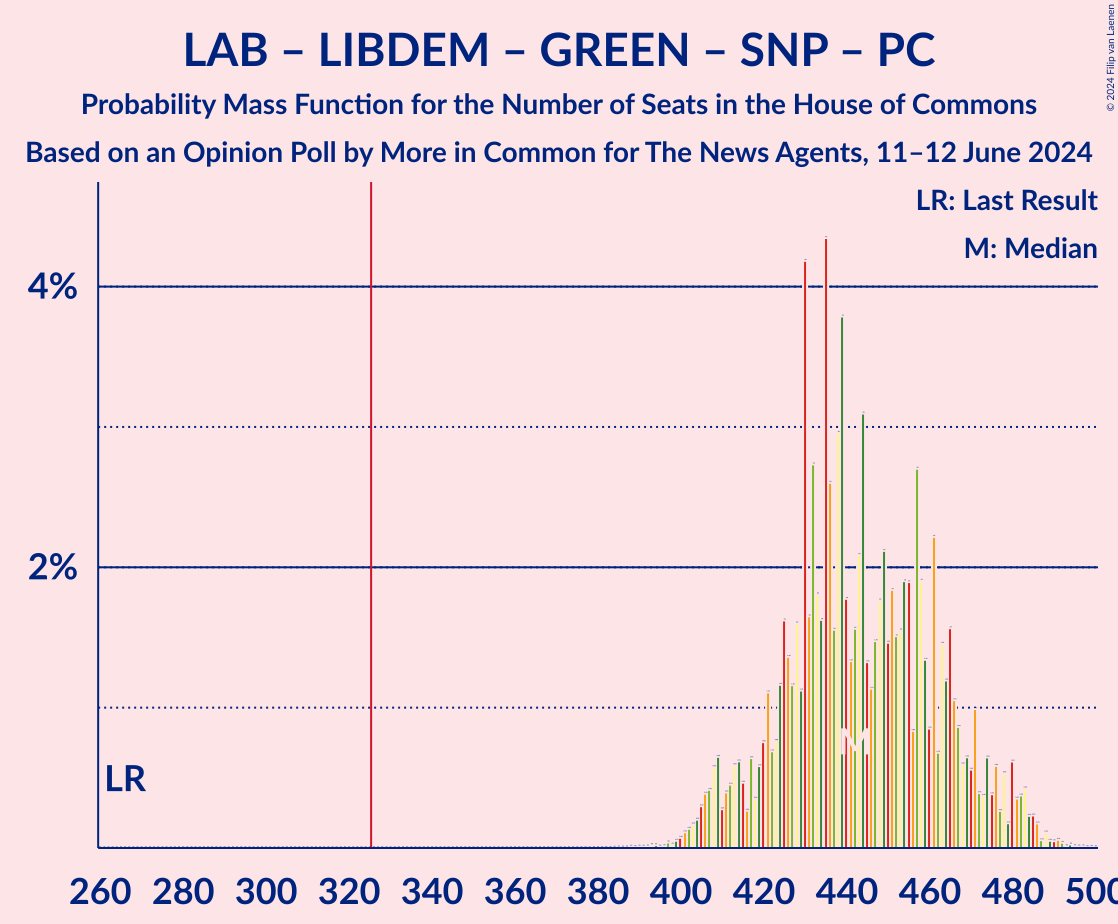 LAB – LIBDEM – GREEN – SNP – PC
Probability Mass Function for the Number of Seats in the House of Commons
Based on an Opinion Poll by More in Common for The News Agents, 11–12 June 2024
© 2024 Filip van Laenen
LR: Last Result
M: Median
4%
2%
LR
M
260 280 300 320 340 360 380 400 420 440 460 480 500